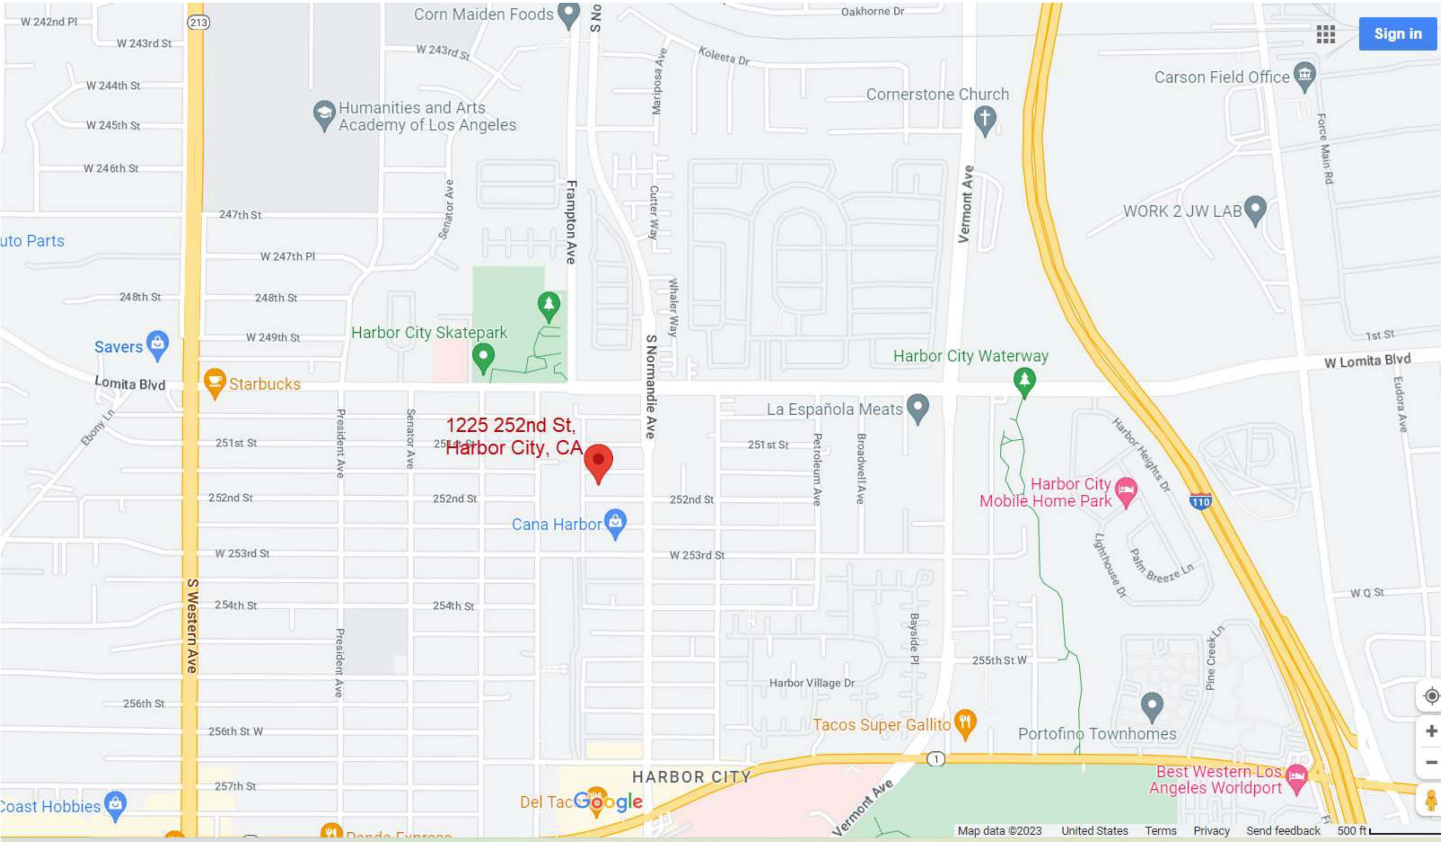 W 242nd Pl
213
Corn Maiden Foods
S No
Oakhorne Dr
Sign in
W 243rd St
W 243rd St
Koleeta Dr
Mariposa Ave
Carson Field Office
W 244th St
Humanities and Arts
Academy of Los Angeles
Cornerstone Church
W 245th St
Force Main Rd
W 246th St
Senator Ave
Frampton Ave
Cutter Way
Vermont Ave
WORK 2 JW LAB
247th St
uto Parts
W 247th Pl
248th St
248th St
Whaler Way
Harbor City Skatepark
W 249th St
S Normandie Ave
1st St
Savers
Harbor City Waterway
W Lomita Blvd
Lomita Blvd
Starbucks
Eudora Ave
La Española Meats
Ebony Ln
President Ave
Senator Ave
1225 252nd St,
Harbor City, CA
251st St
251st St
251st St
Petroleum Ave
Broadwell Ave
Harbor Heights Dr
Harbor City
Mobile Home Park
110
252nd St
252nd St
252nd St
Cana Harbor
W 253rd St
W 253rd St
Lighthouse Dr
Palm Breeze Ln
S Western Ave
254th St
254th St
W Q St
President Ave
Bayside Pl
Pine Creek Ln
255th St W
Harbor Village Dr
256th St
Tacos Super Gallito
256th St W
Portofino Townhomes
1
HARBOR CITY
257th St
Best Western Los
Angeles Worldport
Coast Hobbies
Del Tac
Google
Vermont Ave
Panda Express
Map data ©2023
United States
Terms
Privacy
Send feedback
500 ft